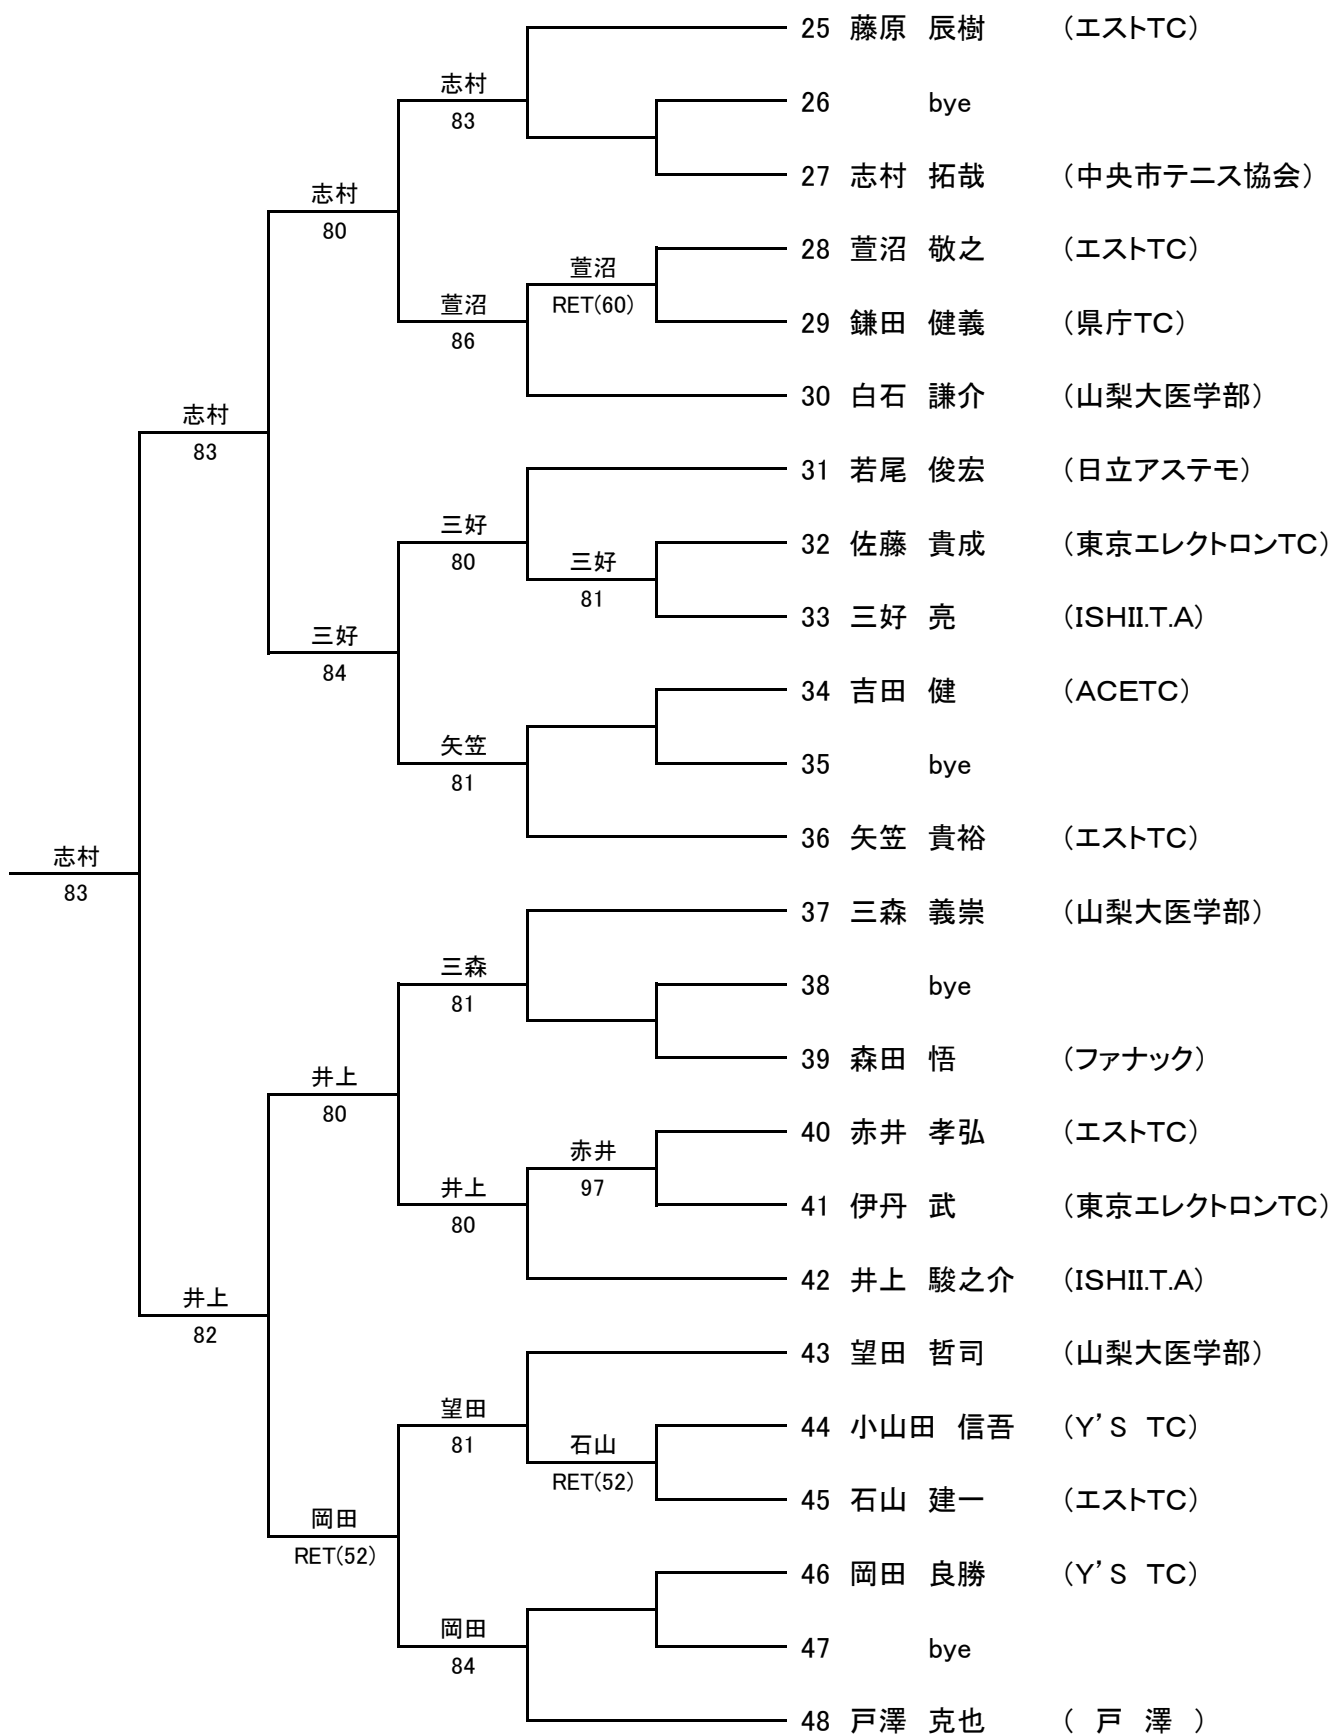 25 藤原 辰樹 (エストTC)
志村
26 bye
83
27 志村 拓哉 (中央市テニス協会)
志村
80
28 萱沼 敬之 (エストTC)
萱沼
RET(60)
萱沼
29 鎌田 健義 (県庁TC)
86
30 白石 謙介 (山梨大医学部)
志村
83
31 若尾 俊宏 (日立アステモ)
三好
32 佐藤 貴成 (東京エレクトロンTC)
80
三好
81
33 三好 亮 (ISHII.T.A)
三好
84
34 吉田 健 (ACETC)
矢笠
35 bye
81
36 矢笠 貴裕 (エストTC)
志村
83
37 三森 義崇 (山梨大医学部)
三森
38 bye
81
39 森田 悟 (ファナック)
井上
80
40 赤井 孝弘 (エストTC)
赤井
97
井上
41 伊丹 武 (東京エレクトロンTC)
80
42 井上 駿之介 (ISHII.T.A)
井上
82
43 望田 哲司 (山梨大医学部)
望田
44 小山田 信吾 (Y'S TC)
81
石山
RET(52)
45 石山 建一 (エストTC)
岡田
RET(52)
46 岡田 良勝 (Y'S TC)
岡田
47 bye
84
48 戸澤 克也 ( 戸 澤 )